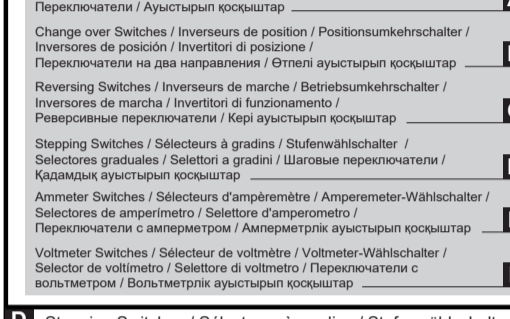 Переключатели / Ауыстырып қосқыштар
Change over Switches / Inverseurs de position / Positionsumkehrschalter /
Inversores de posición / Invertitori di posizione /
Переключатели на два направления / Өтпелі ауыстырып қосқыштар
Reversing Switches / Inverseurs de marche / Betriebsumkehrschalter /
Inversores de marcha / Invertitori di funzionamento /
Реверсивные переключатели / Кері ауыстырып қосқыштар
Stepping Switches / Sélecteurs à gradins / Stufenwählschalter /
Selectores graduales / Selettori a gradini / Шаговые переключатели /
Қадамдық ауыстырып қосқыштар
Ammeter Switches / Sélecteurs d'ampèremètre / Amperemeter-Wählschalter /
Selectores de amperímetro / Selettore d'amperometro /
Переключатели с амперметром / Амперметрлік ауыстырып қосқыштар
Voltmeter Switches / Sélecteur de voltmètre / Voltmeter-Wählschalter /
Selector de voltímetro / Selettore di voltmetro / Переключатели с
вольтметром / Вольтметрлік ауыстырып қосқыштар